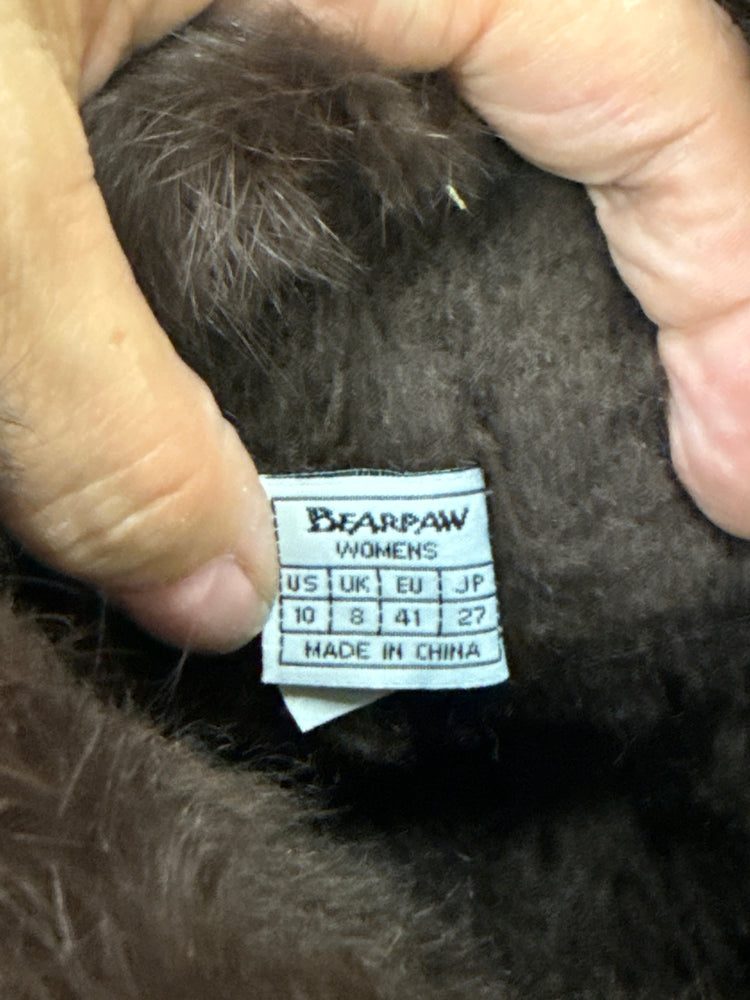 BEARPAW
WOMENS
US UK EU JP
10 8 41 27
MADE IN CHINA